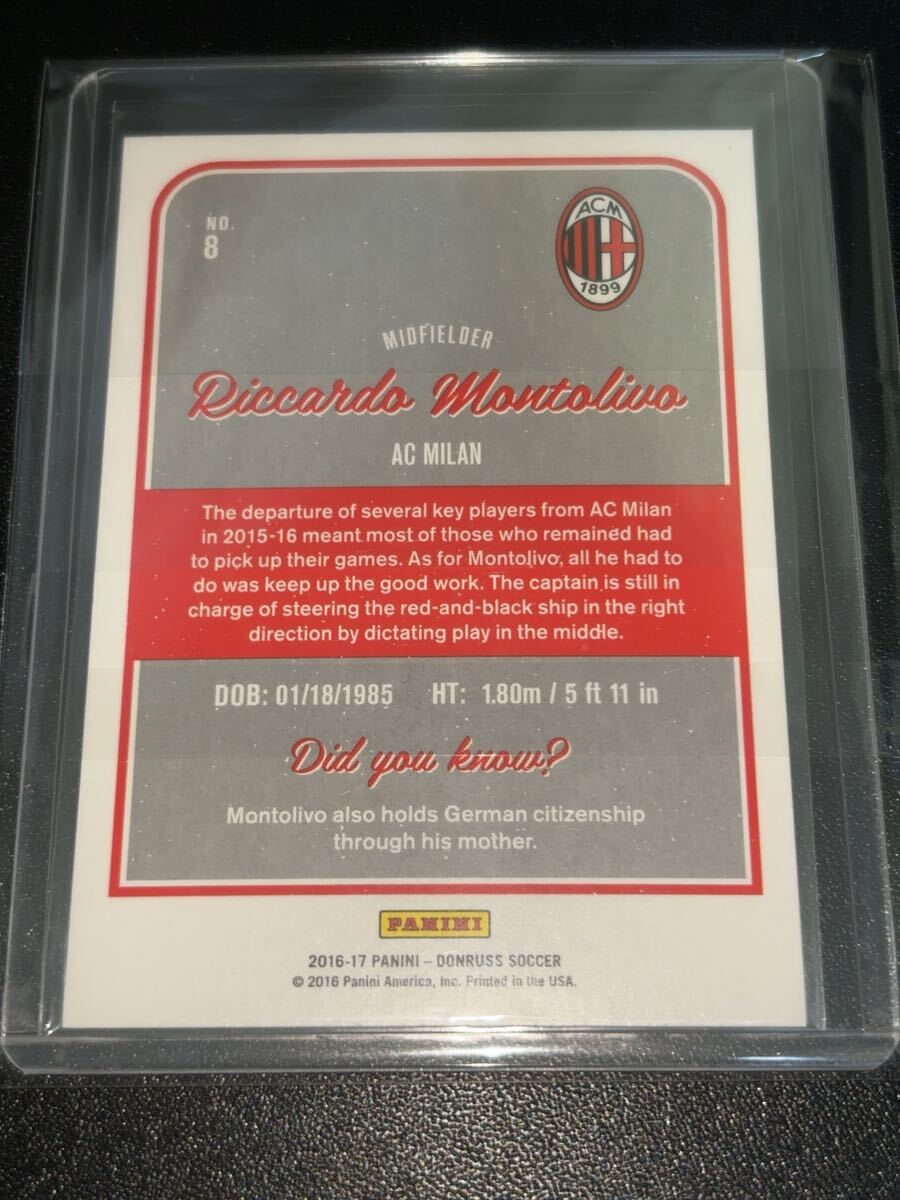 NO.
8
ACM
1899
MIDFIELDER
Riccardo Montolivo
AC MILAN
The departure of several key players from AC Milan
in 2015-16 meant most of those who remained had
to pick up their games. As for Montolivo, all he had to
do was keep up the good work. The captain is still in
charge of steering the red-and-black ship in the right
direction by dictating play in the middle.
DOB: 01/18/1985 HT: 1.80m / 5 ft 11 in
Did you know?
Montolivo also holds German citizenship
through his mother.
PANINI
2016-17 PANINI – DONRUSS SOCCER
© 2016 Panini America, Inc. Printed in the USA.